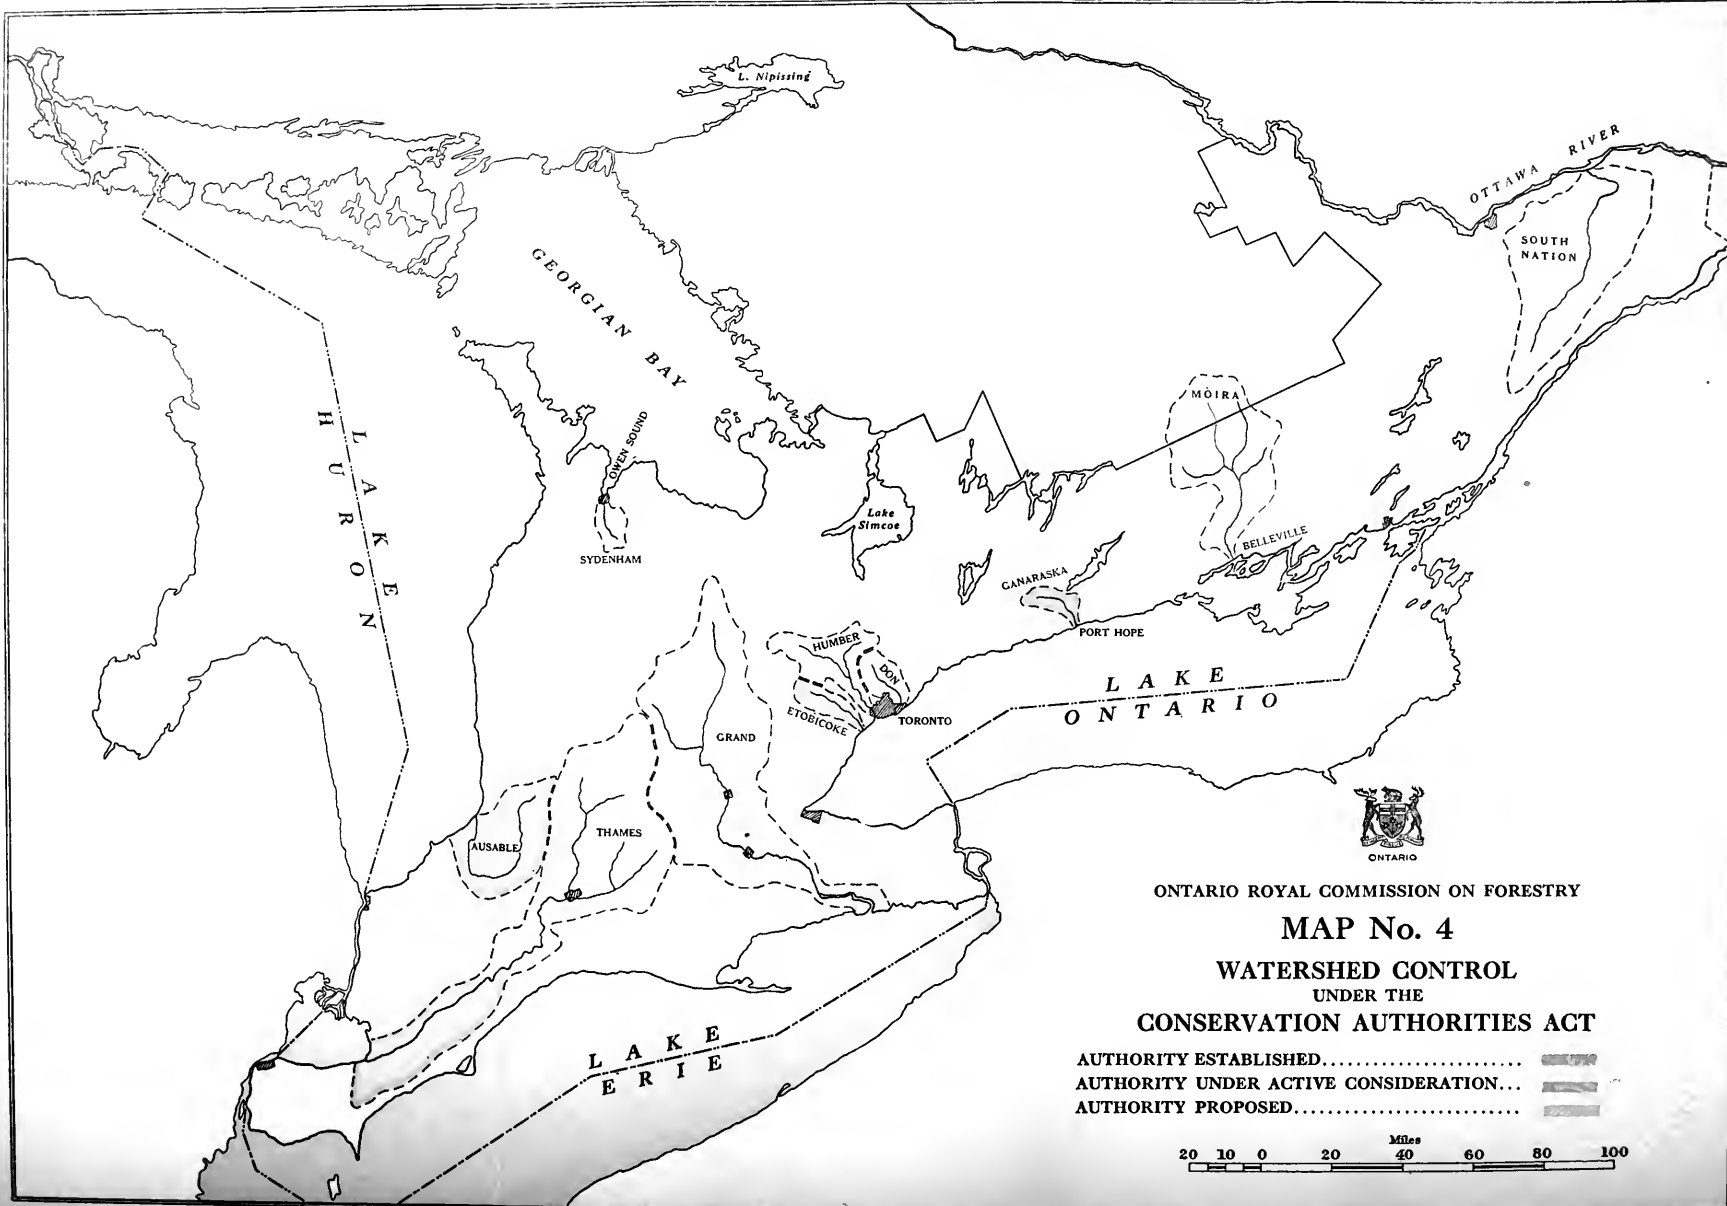 L. Nipissing
OTTAWA RIVER
SOUTH
NATION
GEORGIAN BAY
LAKE
HURON
OWEN SOUND
SYDENHAM
Lake
Simcoe
MOIRA
BELLEVILLE
GANARASKA
PORT HOPE
HUMBER
DON
ETOBICOKE
TORONTO
LAKE
ONTARIO
GRAND
THAMES
AUSABLE
LAKE
ERIE
ONTARIO
ONTARIO ROYAL COMMISSION ON FORESTRY
MAP No. 4
WATERSHED CONTROL
UNDER THE
CONSERVATION AUTHORITIES ACT
AUTHORITY ESTABLISHED........................
AUTHORITY UNDER ACTIVE CONSIDERATION...
AUTHORITY PROPOSED...........................
Miles
20 10 0 20 40 60 80 100